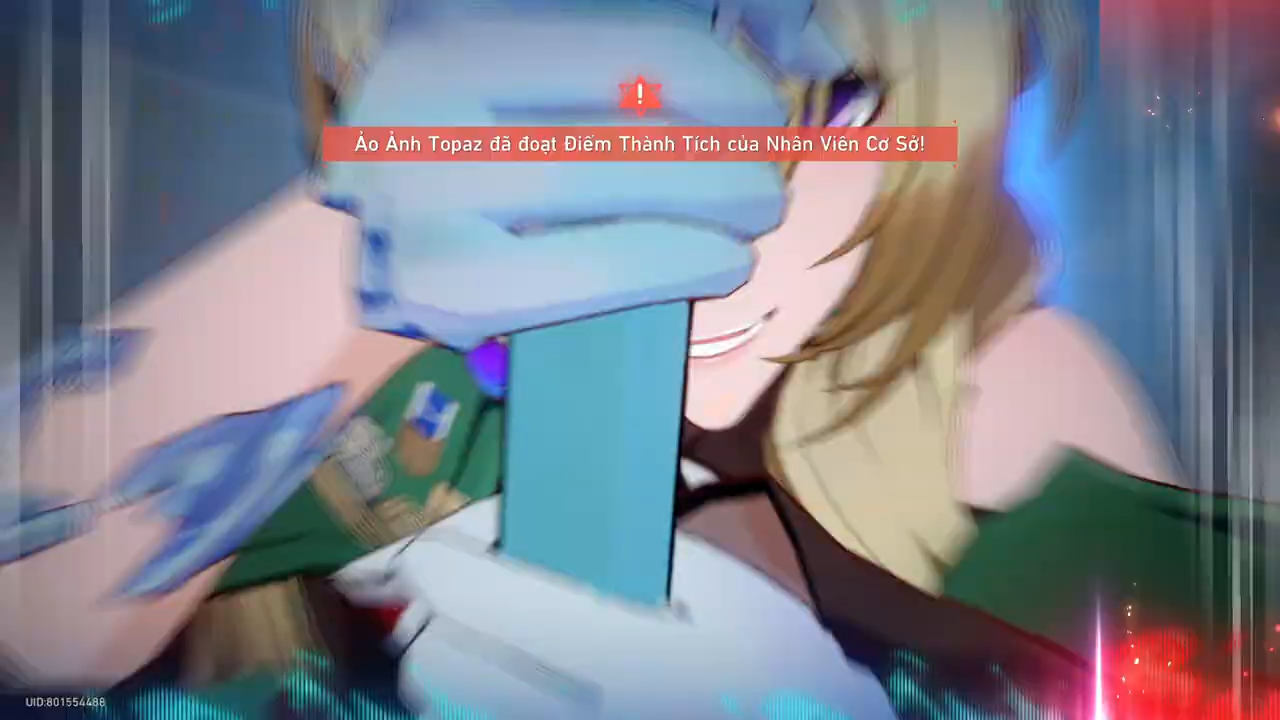 Ảo Ảnh Topaz đã đoạt Điểm Thành Tích của Nhân Viên Cơ Sở!
UID:801554488